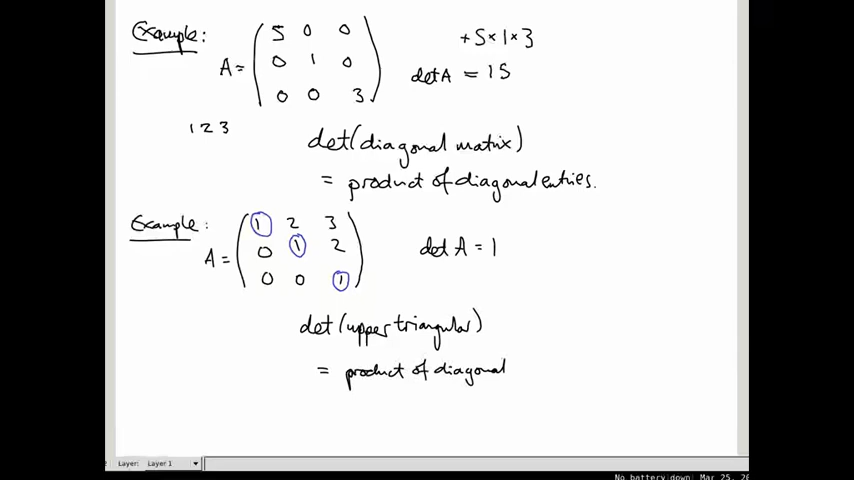 Example:
A = ( 5 0 0
0 1 0
0 0 3 )
+5×1×3
det A = 15
1 2 3
det(diagonal matrix)
= product of diagonal entries.
Example:
A = ( 1 2 3
0 1 2
0 0 1 )
det A = 1
det(upper triangular)
= product of diagonal
Layer: Layer 1
No battery|down| Mar 25, 20